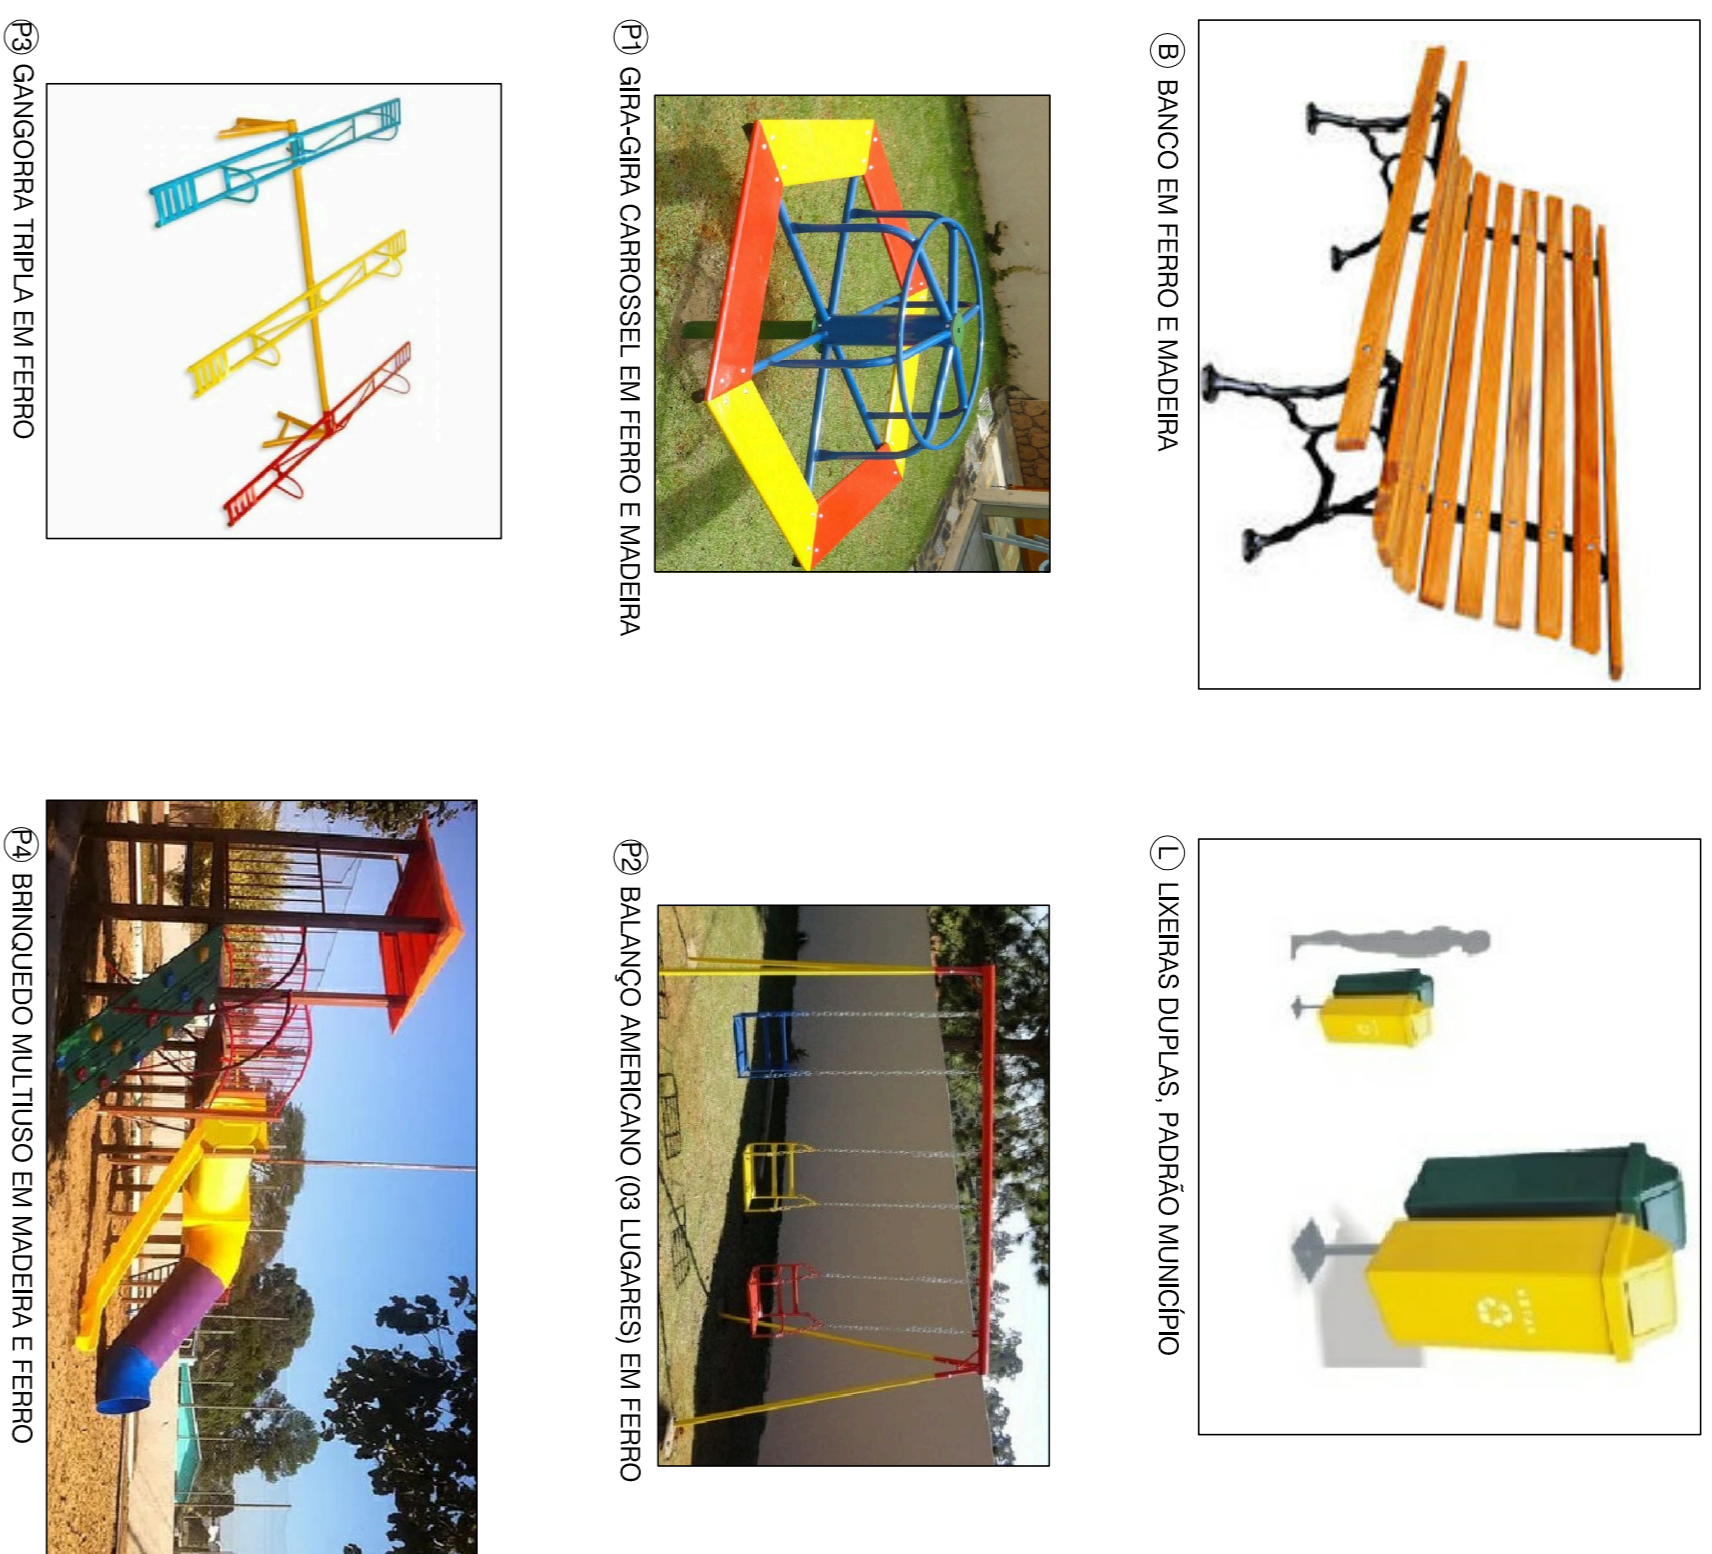 B BANCO EM FERRO E MADEIRA
L LIXEIRAS DUPLAS, PADRÃO MUNICÍPIO
P1 GIRA-GIRA CARROSSEL EM FERRO E MADEIRA
P2 BALANÇO AMERICANO (03 LUGARES) EM FERRO
P3 GANGORRA TRIPLA EM FERRO
P4 BRINQUEDO MULTIUSO EM MADEIRA E FERRO